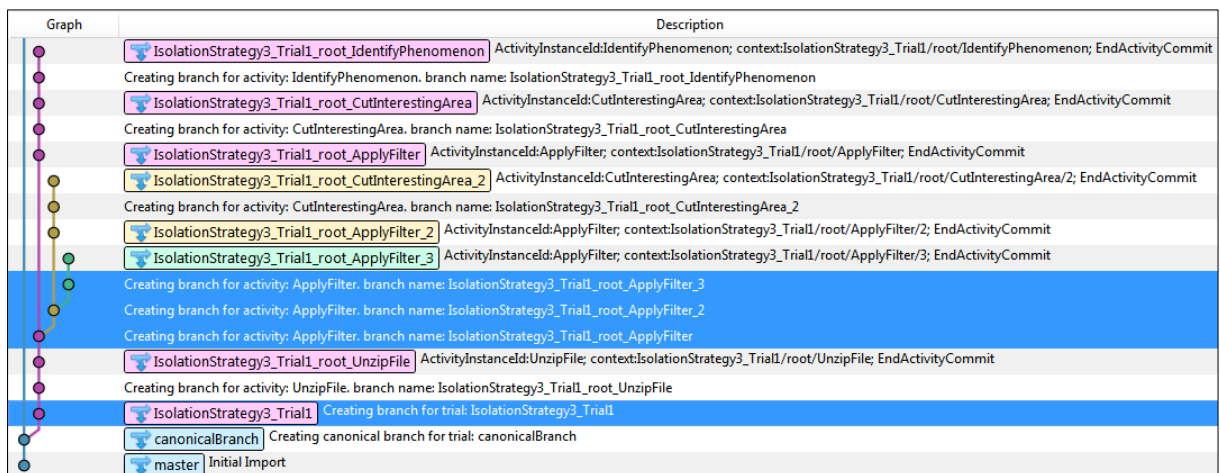 Graph Description
IsolationStrategy3_Trial1_root_IdentifyPhenomenon ActivityInstanceId:IdentifyPhenomenon; context:IsolationStrategy3_Trial1/root/IdentifyPhenomenon; EndActivityCommit
Creating branch for activity: IdentifyPhenomenon. branch name: IsolationStrategy3_Trial1_root_IdentifyPhenomenon
IsolationStrategy3_Trial1_root_CutInterestingArea ActivityInstanceId:CutInterestingArea; context:IsolationStrategy3_Trial1/root/CutInterestingArea; EndActivityCommit
Creating branch for activity: CutInterestingArea. branch name: IsolationStrategy3_Trial1_root_CutInterestingArea
IsolationStrategy3_Trial1_root_ApplyFilter ActivityInstanceId:ApplyFilter; context:IsolationStrategy3_Trial1/root/ApplyFilter; EndActivityCommit
IsolationStrategy3_Trial1_root_CutInterestingArea_2 ActivityInstanceId:CutInterestingArea; context:IsolationStrategy3_Trial1/root/CutInterestingArea/2; EndActivityCommit
Creating branch for activity: CutInterestingArea. branch name: IsolationStrategy3_Trial1_root_CutInterestingArea_2
IsolationStrategy3_Trial1_root_ApplyFilter_2 ActivityInstanceId:ApplyFilter; context:IsolationStrategy3_Trial1/root/ApplyFilter/2; EndActivityCommit
IsolationStrategy3_Trial1_root_ApplyFilter_3 ActivityInstanceId:ApplyFilter; context:IsolationStrategy3_Trial1/root/ApplyFilter/3; EndActivityCommit
Creating branch for activity: ApplyFilter. branch name: IsolationStrategy3_Trial1_root_ApplyFilter_3
Creating branch for activity: ApplyFilter. branch name: IsolationStrategy3_Trial1_root_ApplyFilter_2
Creating branch for activity: ApplyFilter. branch name: IsolationStrategy3_Trial1_root_ApplyFilter
IsolationStrategy3_Trial1_root_UnzipFile ActivityInstanceId:UnzipFile; context:IsolationStrategy3_Trial1/root/UnzipFile; EndActivityCommit
Creating branch for activity: UnzipFile. branch name: IsolationStrategy3_Trial1_root_UnzipFile
IsolationStrategy3_Trial1 Creating branch for trial: IsolationStrategy3_Trial1
canonicalBranch Creating canonical branch for trial: canonicalBranch
master Initial Import